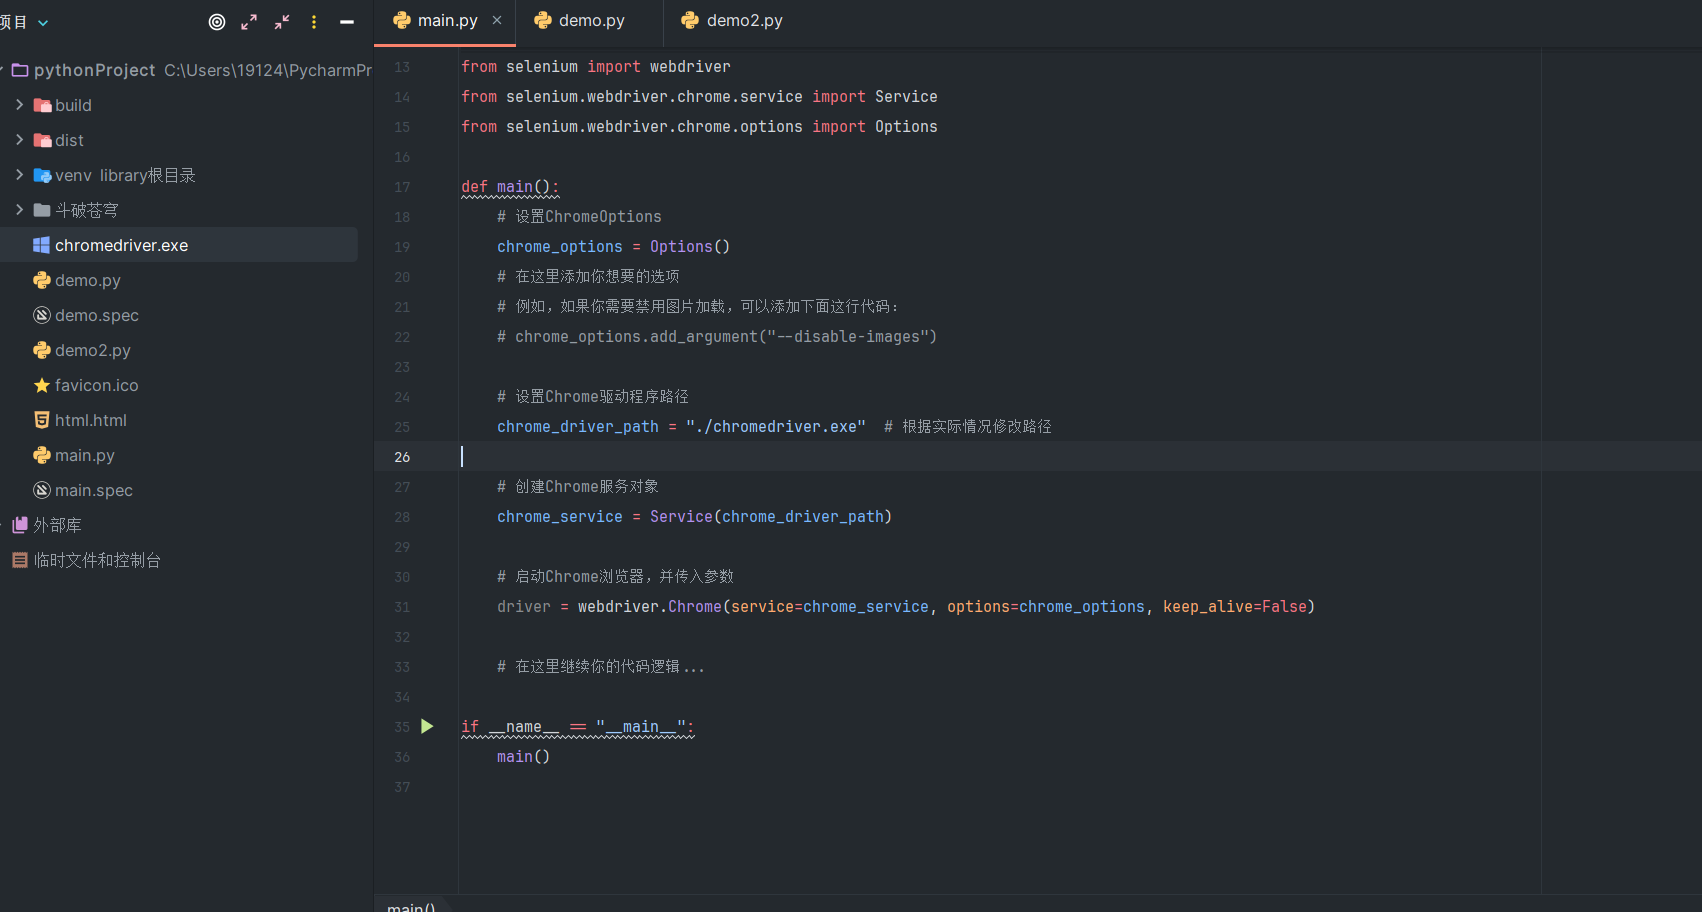 项目
main.py
demo.py
demo2.py
pythonProject C:\Users\19124\PycharmPr
build
dist
venv library根目录
斗破苍穹
chromedriver.exe
demo.py
demo.spec
demo2.py
favicon.ico
html.html
main.py
main.spec
外部库
临时文件和控制台
13 from selenium import webdriver
14 from selenium.webdriver.chrome.service import Service
15 from selenium.webdriver.chrome.options import Options
16
17 def main():
18 # 设置ChromeOptions
19 chrome_options = Options()
20 # 在这里添加你想要的选项
21 # 例如，如果你需要禁用图片加载，可以添加下面这行代码：
22 # chrome_options.add_argument("--disable-images")
23
24 # 设置Chrome驱动程序路径
25 chrome_driver_path = "./chromedriver.exe" # 根据实际情况修改路径
26
27 # 创建Chrome服务对象
28 chrome_service = Service(chrome_driver_path)
29
30 # 启动Chrome浏览器，并传入参数
31 driver = webdriver.Chrome(service=chrome_service, options=chrome_options, keep_alive=False)
32
33 # 在这里继续你的代码逻辑...
34
35 if __name__ == "__main__":
36 main()
37
main()